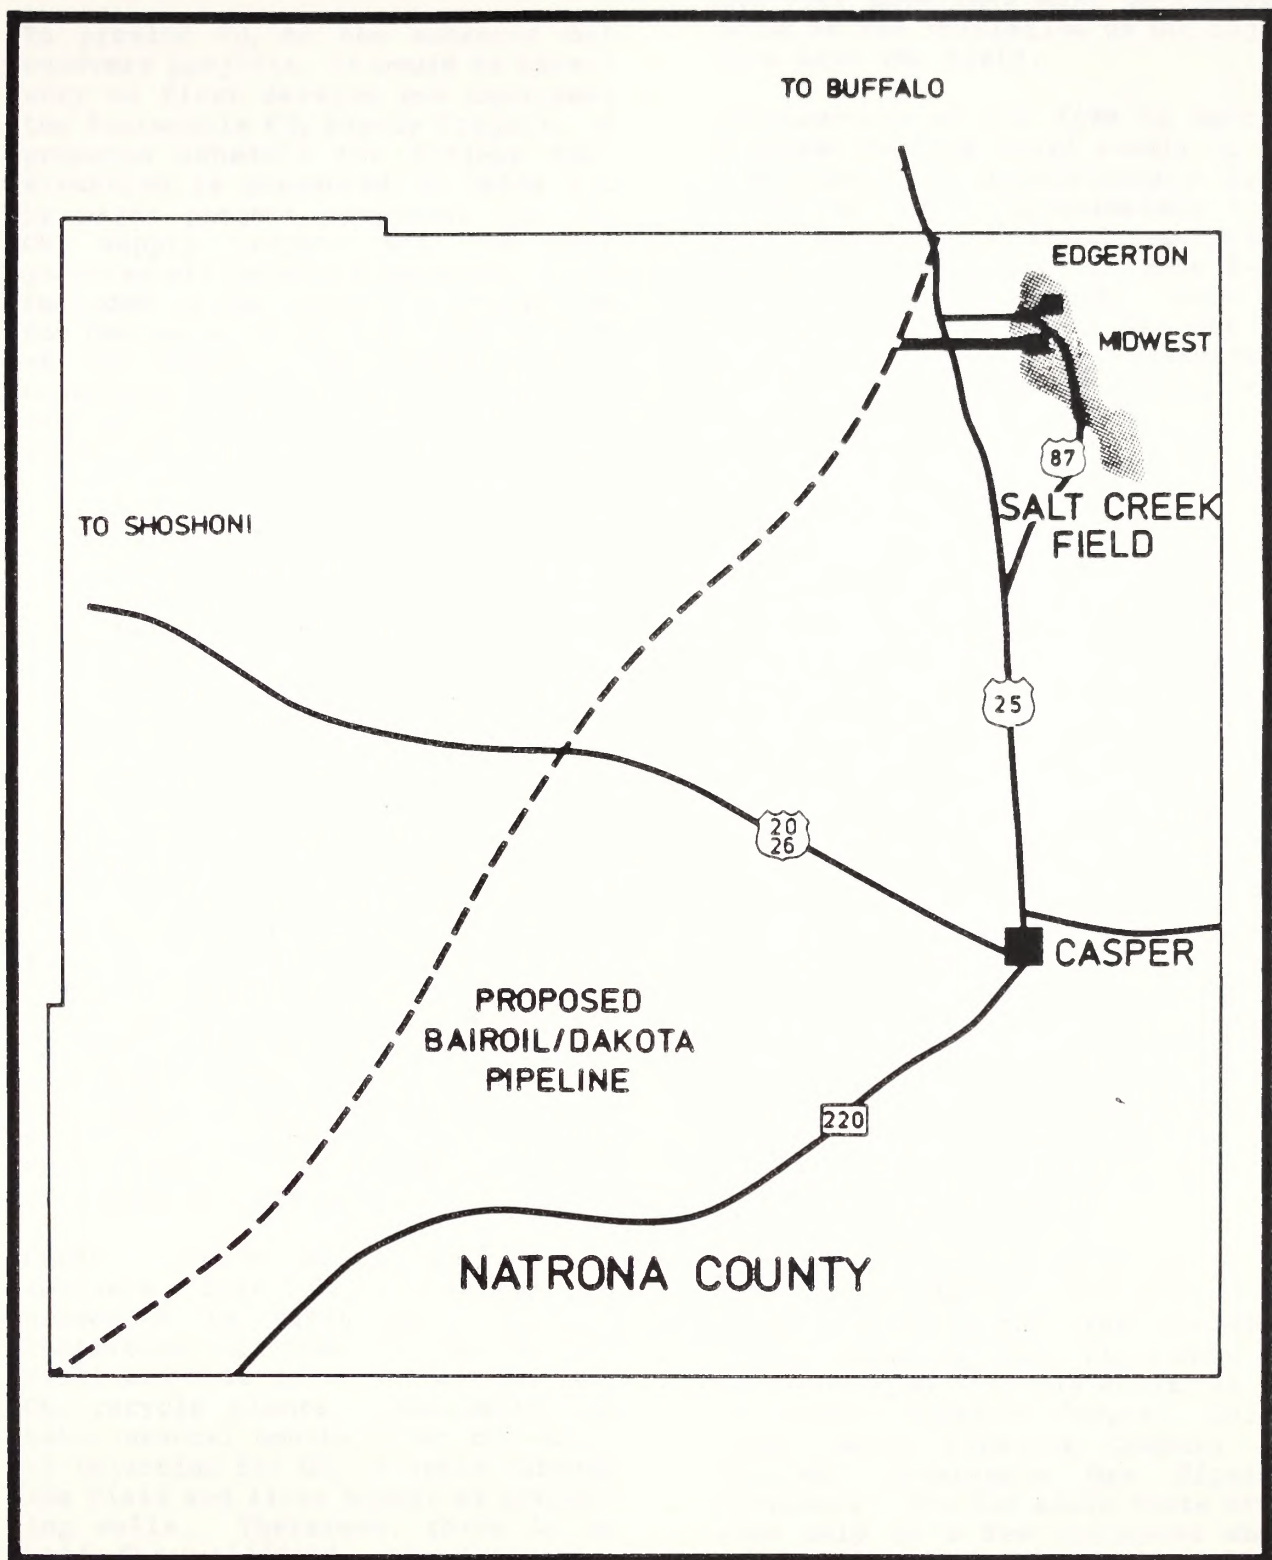 TO BUFFALO
EDGERTON
MIDWEST
87
SALT CREEK
FIELD
TO SHOSHONI
25
20
26
CASPER
PROPOSED
BAIROIL/DAKOTA
PIPELINE
220
NATRONA COUNTY